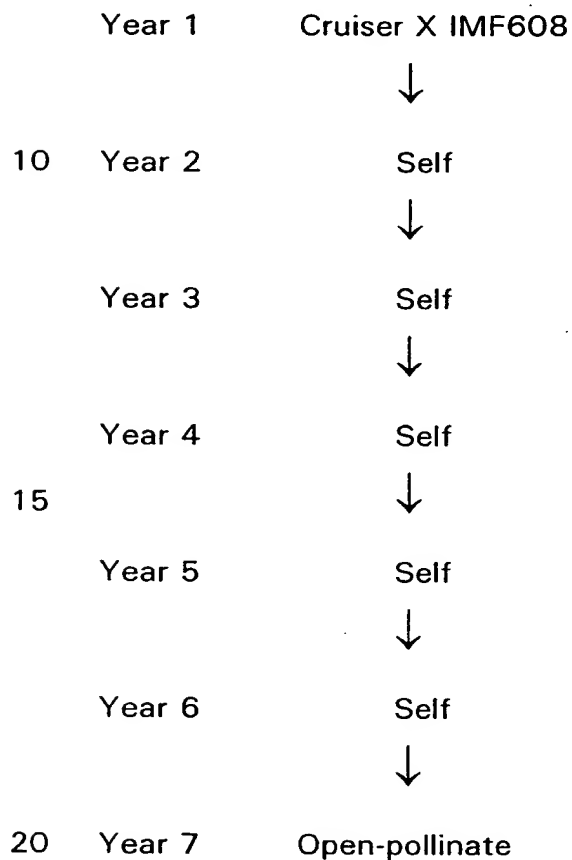 Year 1 Cruiser X IMF608
↓
10 Year 2 Self
↓
Year 3 Self
↓
Year 4 Self
15 ↓
Year 5 Self
↓
Year 6 Self
↓
20 Year 7 Open-pollinate